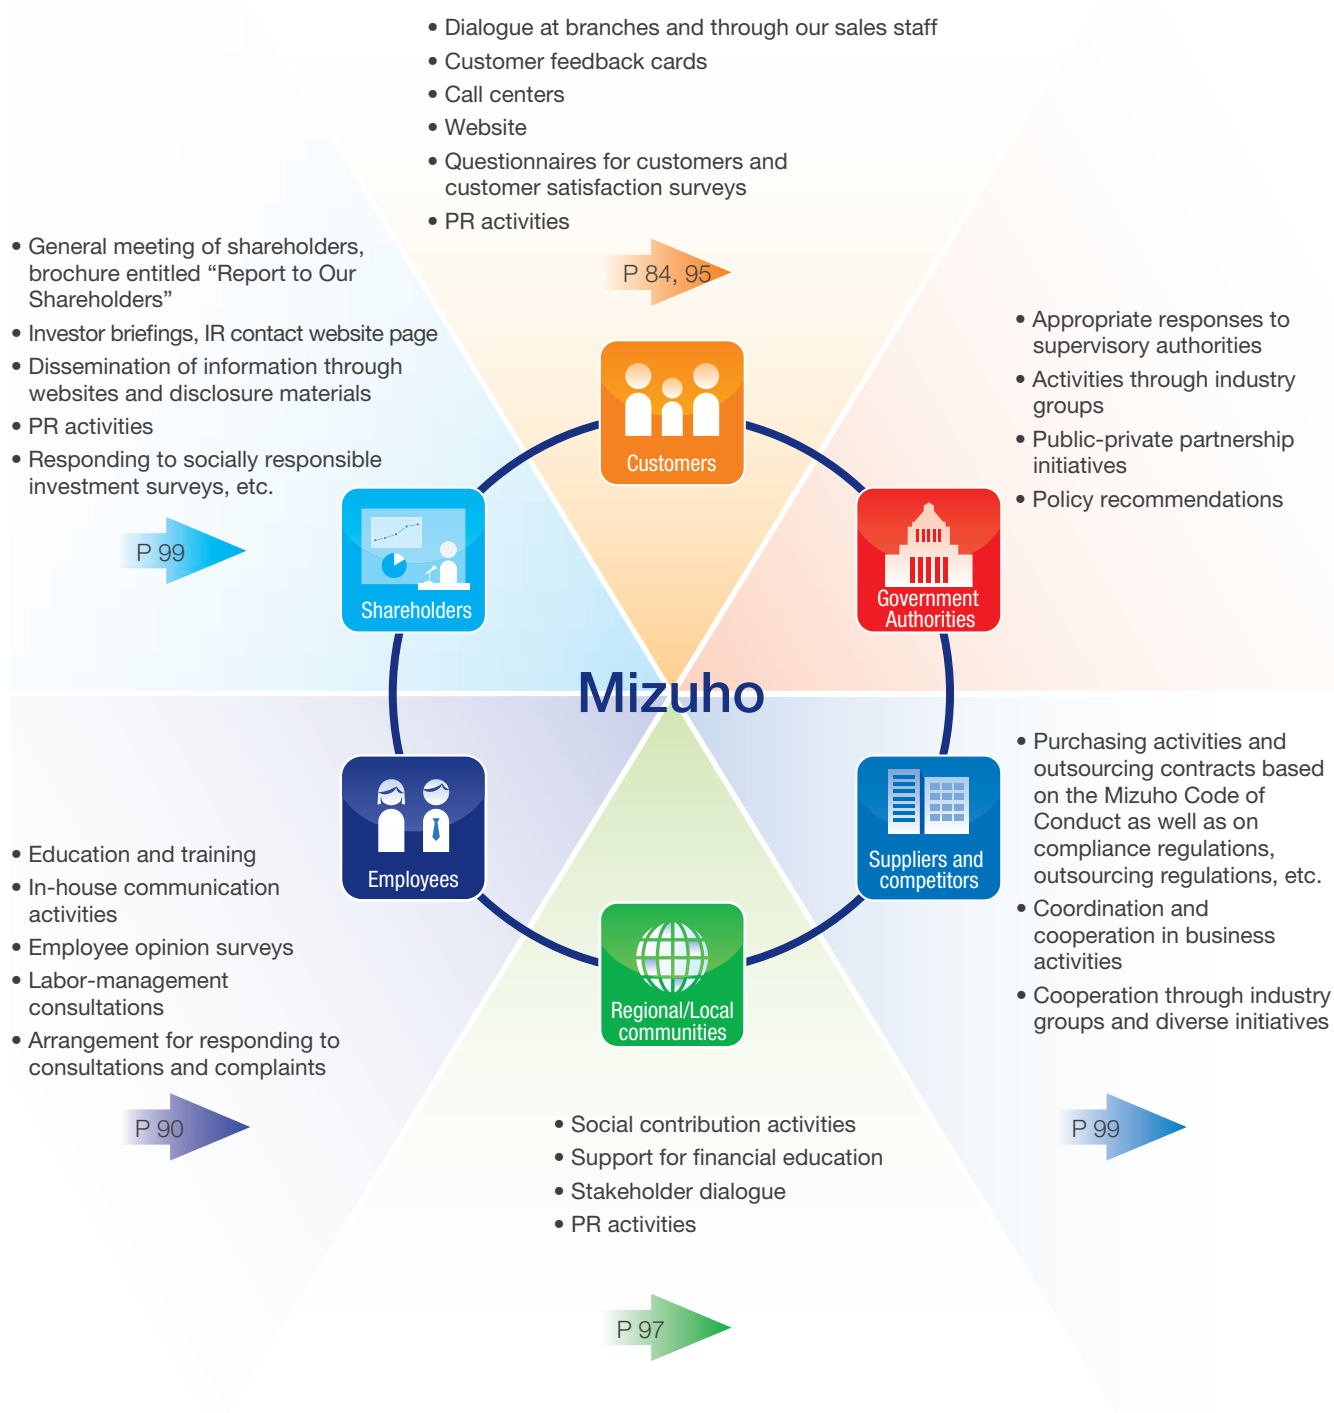 • Dialogue at branches and through our sales staff
• Customer feedback cards
• Call centers
• Website
• Questionnaires for customers and
customer satisfaction surveys
• PR activities
P 84, 95
Customers
• General meeting of shareholders,
brochure entitled “Report to Our
Shareholders”
• Investor briefings, IR contact website page
• Dissemination of information through
websites and disclosure materials
• PR activities
• Responding to socially responsible
investment surveys, etc.
P 99
Shareholders
• Appropriate responses to
supervisory authorities
• Activities through industry
groups
• Public-private partnership
initiatives
• Policy recommendations
Government
Authorities
Mizuho
• Education and training
• In-house communication
activities
• Employee opinion surveys
• Labor-management
consultations
• Arrangement for responding to
consultations and complaints
P 90
Employees
• Purchasing activities and
outsourcing contracts based
on the Mizuho Code of
Conduct as well as on
compliance regulations,
outsourcing regulations, etc.
• Coordination and
cooperation in business
activities
• Cooperation through industry
groups and diverse initiatives
P 99
Suppliers and
competitors
Regional/Local
communities
• Social contribution activities
• Support for financial education
• Stakeholder dialogue
• PR activities
P 97